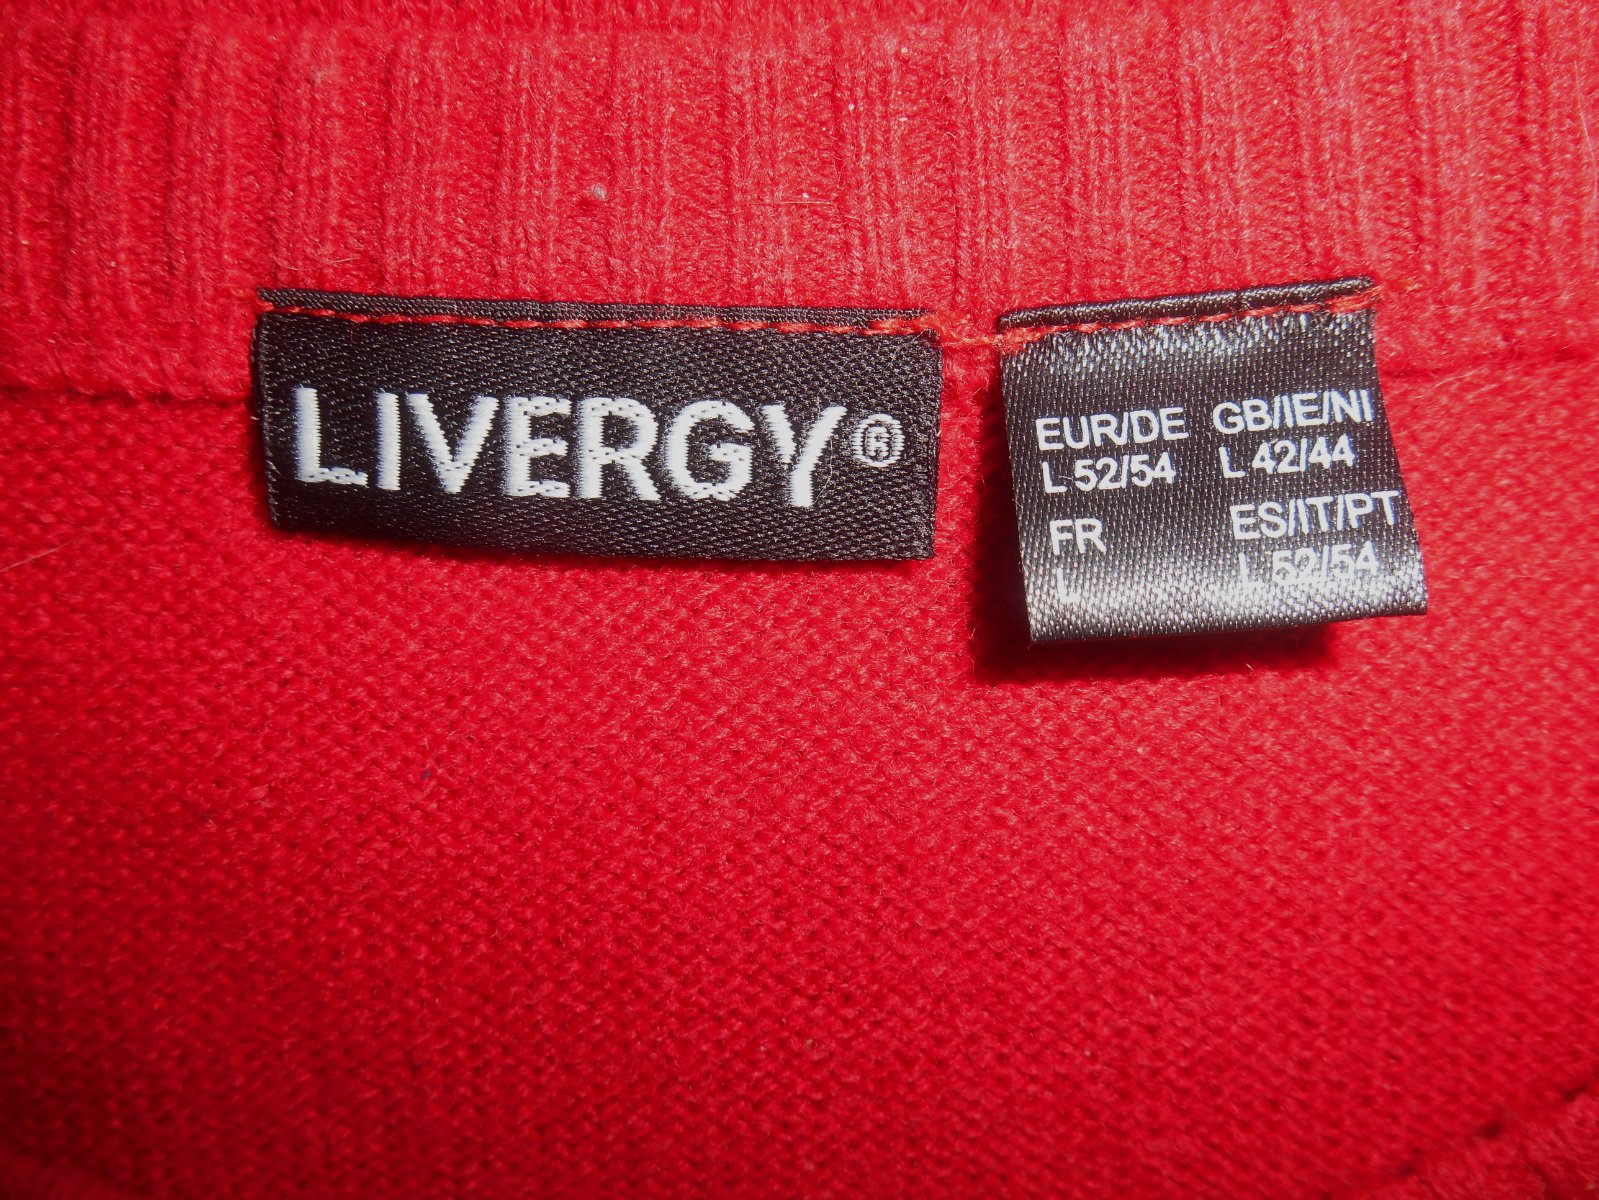 LIVERGY®
EUR/DE GB/IE/NI
L 52/54 L 42/44
FR ES/IT/PT
L L 52/54